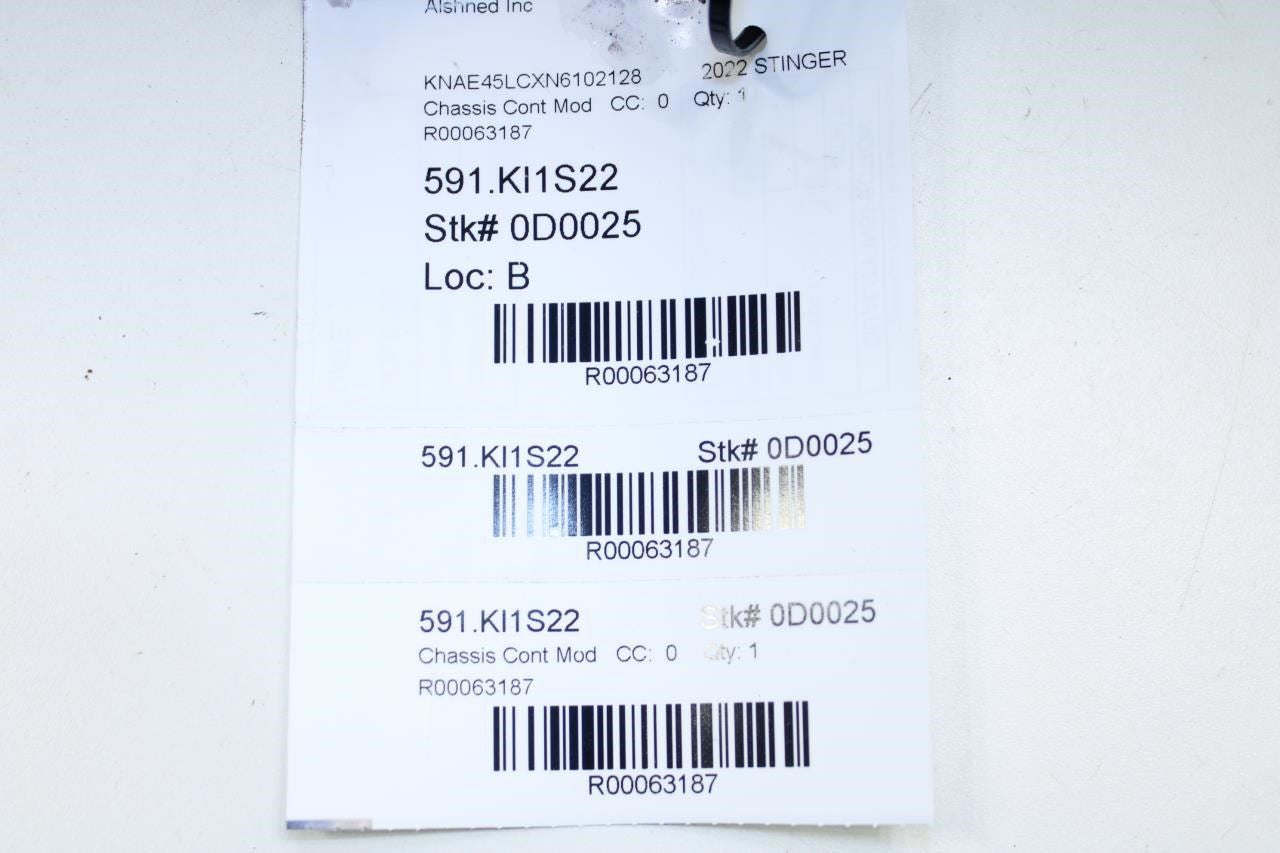 Alshned Inc
KNAE45LCXN6102128 2022 STINGER
Chassis Cont Mod CC: 0 Qty: 1
R00063187
591.KI1S22
Stk# 0D0025
Loc: B
R00063187
591.KI1S22 Stk# 0D0025
R00063187
591.KI1S22 Stk# 0D0025
Chassis Cont Mod CC: 0 Qty: 1
R00063187
R00063187